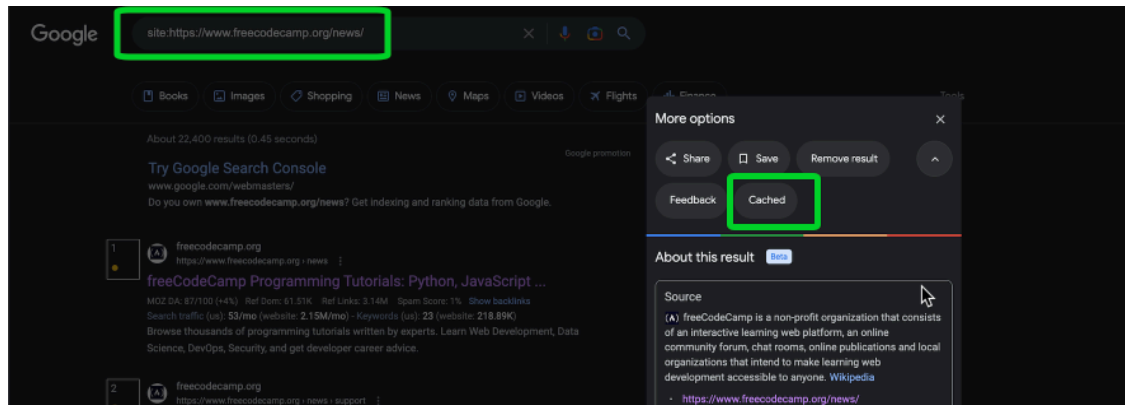 Google
site:https://www.freecodecamp.org/news/
Books Images Shopping News Maps Videos Flights Finance Tools
About 22,400 results (0.45 seconds)
Google promotion
Try Google Search Console
www.google.com/webmasters/
Do you own www.freecodecamp.org/news? Get indexing and ranking data from Google.
1
freecodecamp.org
https://www.freecodecamp.org › news
freeCodeCamp Programming Tutorials: Python, JavaScript ...
MOZ DA: 87/100 (+4%) Ref Dom: 61.51K Ref Links: 3.14M Spam Score: 1% Show backlinks
Search traffic (us): 53/mo (website: 2.15M/mo) - Keywords (us): 23 (website: 218.89K)
Browse thousands of programming tutorials written by experts. Learn Web Development, Data
Science, DevOps, Security, and get developer career advice.
2
freecodecamp.org
https://www.freecodecamp.org › news › support
More options
Share Save Remove result
Feedback Cached
About this result Beta
Source
(A) freeCodeCamp is a non-profit organization that consists
of an interactive learning web platform, an online
community forum, chat rooms, online publications and local
organizations that intend to make learning web
development accessible to anyone. Wikipedia
· https://www.freecodecamp.org/news/